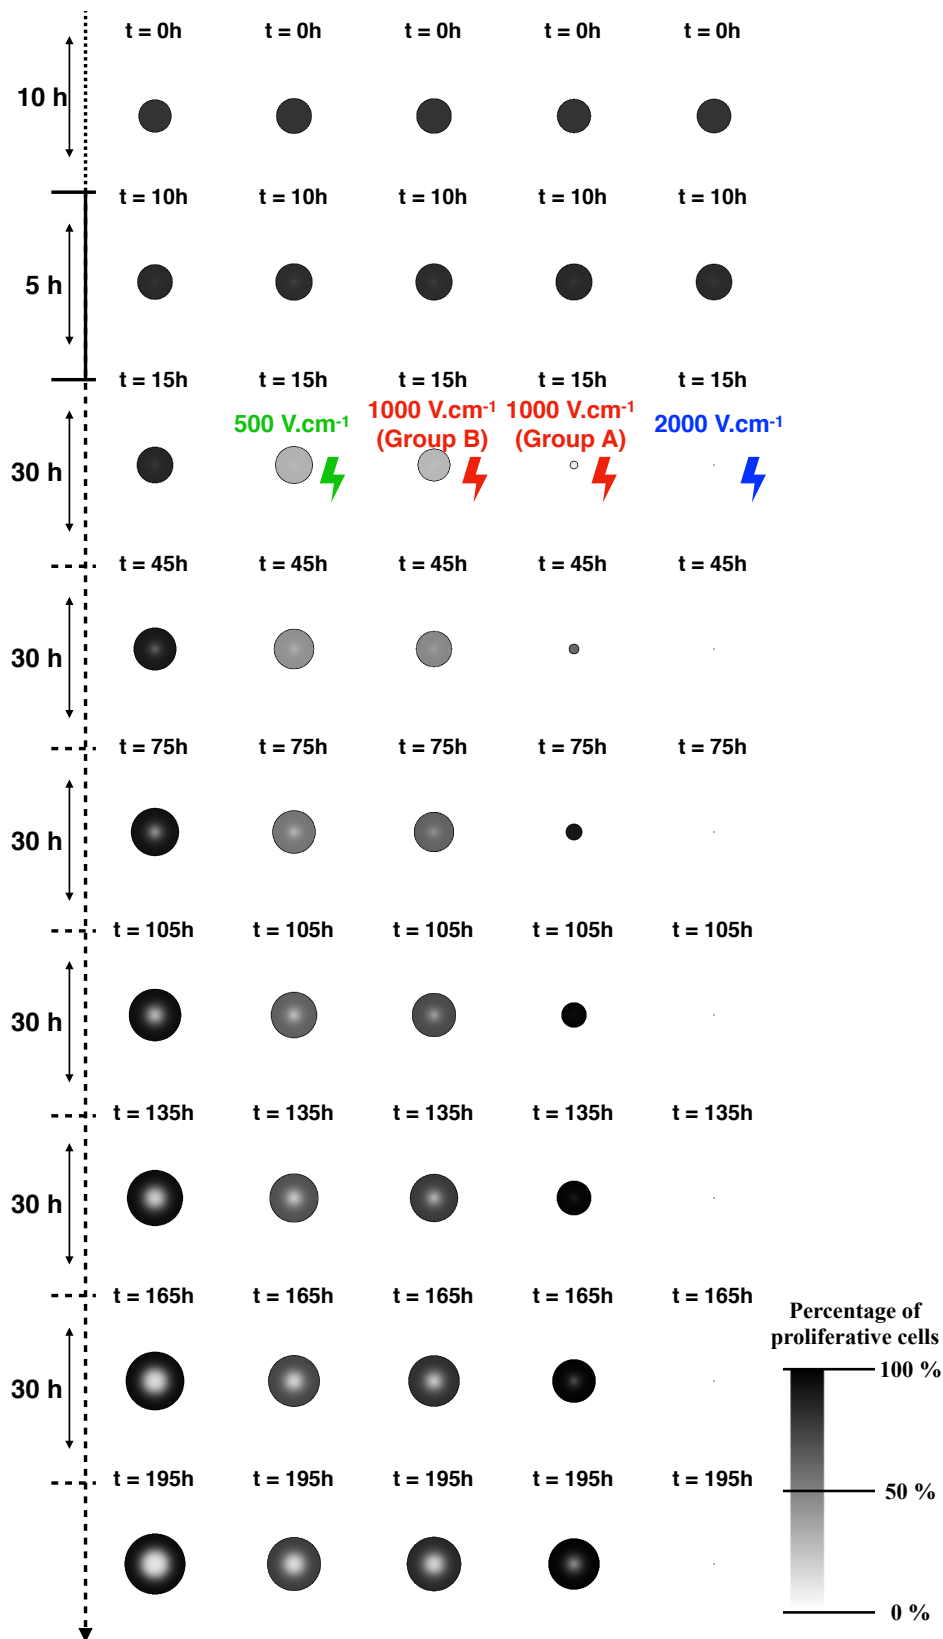 t = 0h t = 0h t = 0h t = 0h t = 0h
10 h
t = 10h t = 10h t = 10h t = 10h t = 10h
5 h
t = 15h t = 15h t = 15h t = 15h t = 15h
500 V.cm-1 1000 V.cm-1 1000 V.cm-1 2000 V.cm-1
(Group B) (Group A)
30 h
t = 45h t = 45h t = 45h t = 45h t = 45h
30 h
t = 75h t = 75h t = 75h t = 75h t = 75h
30 h
t = 105h t = 105h t = 105h t = 105h t = 105h
30 h
t = 135h t = 135h t = 135h t = 135h t = 135h
30 h
t = 165h t = 165h t = 165h t = 165h t = 165h
30 h
t = 195h t = 195h t = 195h t = 195h t = 195h
Percentage of
proliferative cells
100 %
50 %
0 %